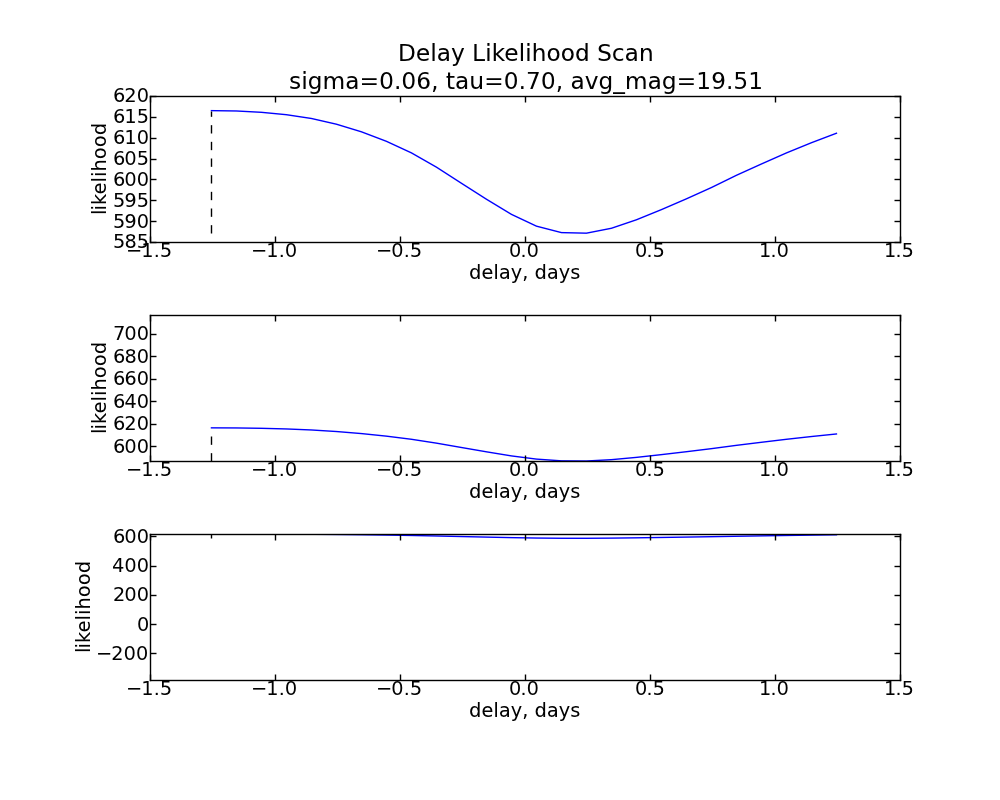 Delay Likelihood Scan
sigma=0.06, tau=0.70, avg_mag=19.51
620
615
610
605
600
595
590
585
likelihood
−1.5 −1.0 −0.5 0.0 0.5 1.0 1.5
delay, days
700
680
660
640
620
600
likelihood
−1.5 −1.0 −0.5 0.0 0.5 1.0 1.5
delay, days
600
400
200
0
−200
likelihood
−1.5 −1.0 −0.5 0.0 0.5 1.0 1.5
delay, days